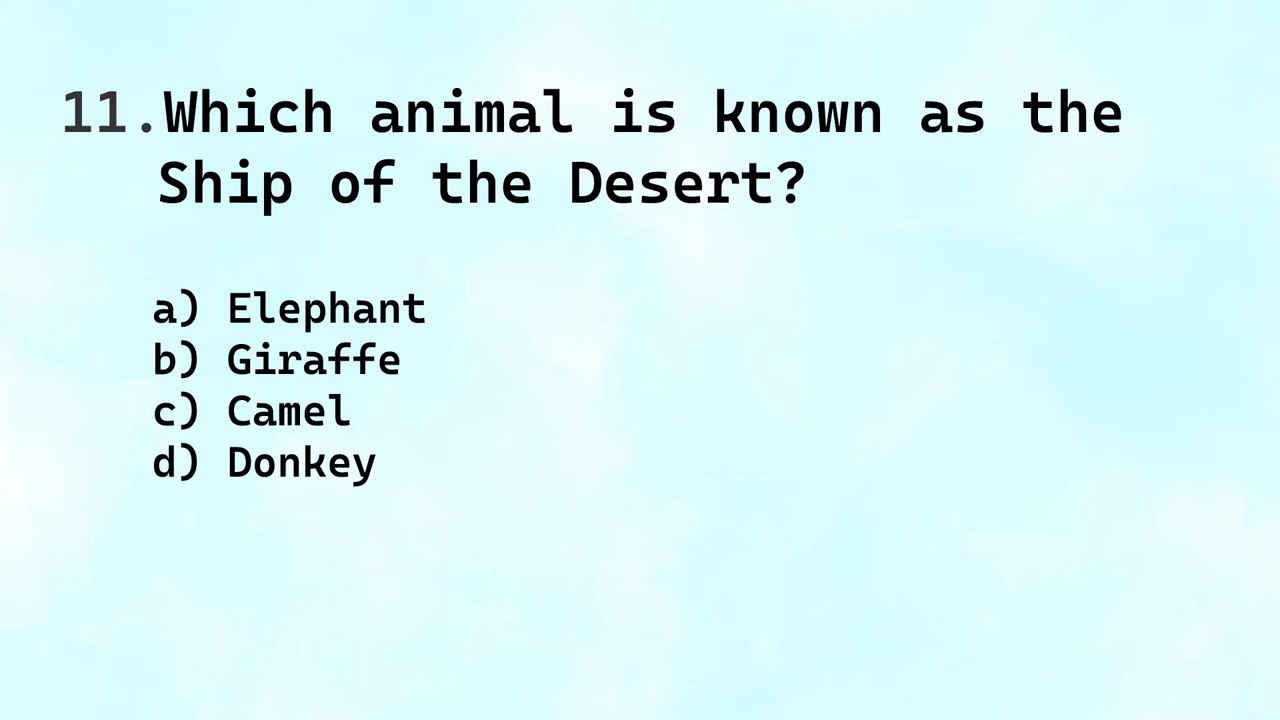 11.Which animal is known as the
Ship of the Desert?
a) Elephant
b) Giraffe
c) Camel
d) Donkey